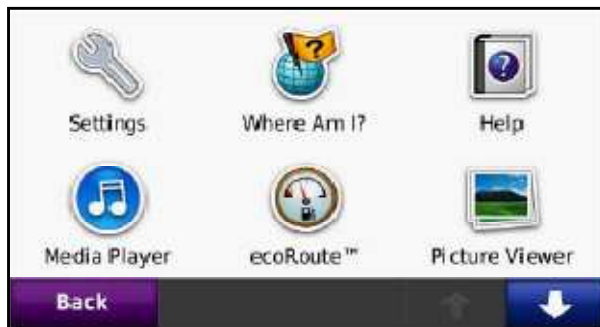 Settings
Where Am I?
Help
Media Player
ecoRoute™
Picture Viewer
Back